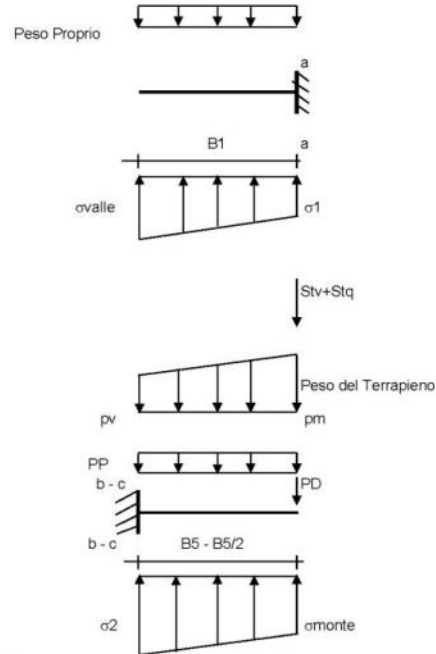 Peso Proprio
a
B1 a
σvalle σ1
Stv+Stq
Peso del Terrapieno
pv pm
PP
b - c PD
b - c B5 - B5/2
σ2 σmonte